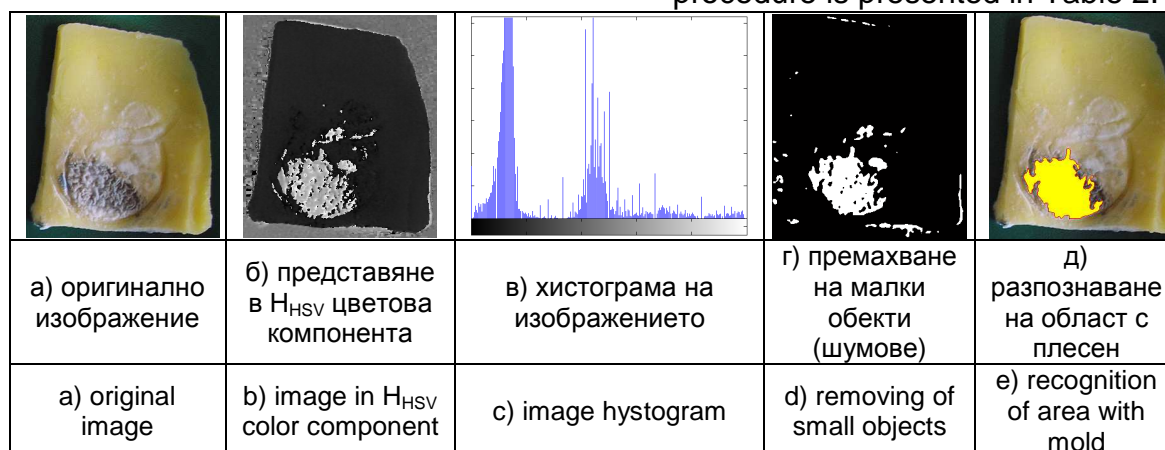 procedure is presented in Table 2.
а) оригинално
изображение
б) представяне
в HHSV цветова
компонента
в) хистограма на
изображението
г) премахване
на малки
обекти
(шумове)
д)
разпознаване
на област с
плесен
a) original
image
b) image in HHSV
color component
c) image hystogram
d) removing of
small objects
e) recognition
of area with
mold